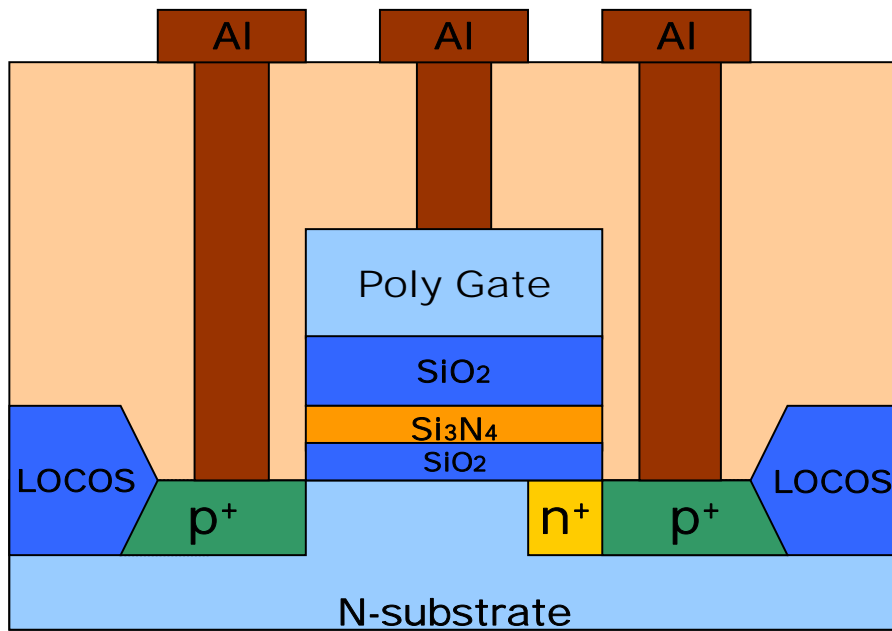 Al
Al
Al
Poly Gate
SiO₂
Si₃N₄
SiO₂
LOCOS
LOCOS
p⁺
n⁺
p⁺
N-substrate